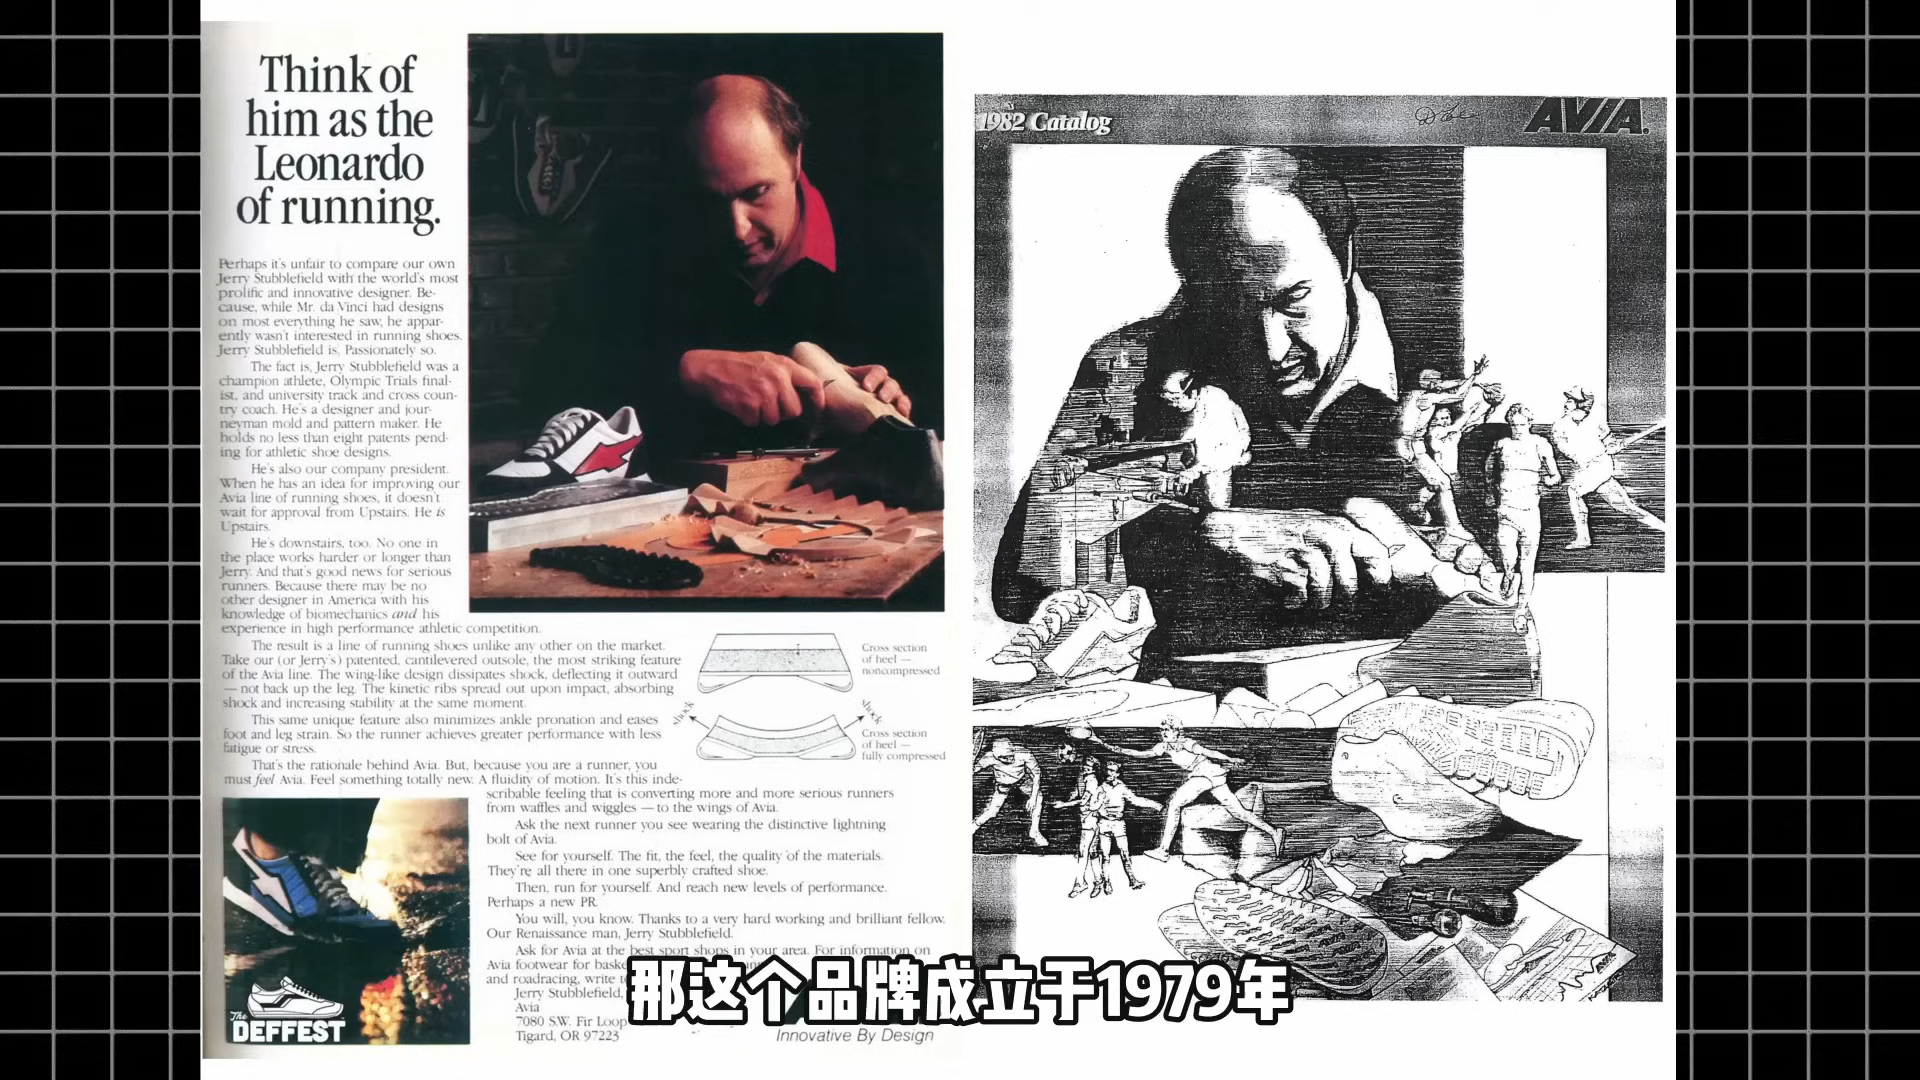 Think of
him as the
Leonardo
of running.
Perhaps it's unfair to compare our own
Jerry Stubblefield with the world's most
prolific and innovative designer. Be-
cause, while Mr. da Vinci had designs
on most everything he saw, he appar-
ently wasn't interested in running shoes.
Jerry Stubblefield is. Passionately so.
The fact is, Jerry Stubblefield was a
champion athlete, Olympic Trials final-
ist, and university track and cross coun-
try coach. He's a designer and jour-
neyman mold and pattern maker. He
holds no less than eight patents pend-
ing for athletic shoe designs.
He's also our company president.
When he has an idea for improving our
Avia line of running shoes, it doesn't
wait for approval from Upstairs. He is
Upstairs.
He's downstairs, too. No one in
the place works harder or longer than
Jerry. And that's good news for serious
runners. Because there may be no
other designer in America with his
knowledge of biomechanics and his
experience in high performance athletic competition.
The result is a line of running shoes unlike any other on the market.
Take our (or Jerry's) patented, cantilevered outsole, the most striking feature
of the Avia line. The wing-like design dissipates shock, deflecting it outward
— not back up the leg. The kinetic ribs spread out upon impact, absorbing
shock and increasing stability at the same moment.
This same unique feature also minimizes ankle pronation and eases
foot and leg strain. So the runner achieves greater performance with less
fatigue or stress.
That's the rationale behind Avia. But, because you are a runner, you
must feel Avia. Feel something totally new. A fluidity of motion. It's this inde-
scribable feeling that is converting more and more serious runners
from waffles and wiggles — to the wings of Avia.
Ask the next runner you see wearing the distinctive lightning
bolt of Avia.
See for yourself. The fit, the feel, the quality of the materials.
They're all there in one superbly crafted shoe.
Then, run for yourself. And reach new levels of performance.
Perhaps a new PR.
You will, you know. Thanks to a very hard working and brilliant fellow.
Our Renaissance man, Jerry Stubblefield.
Ask for Avia at the best sport shops in your area. For information on
Avia footwear for baske
and roadracing, write t
Jerry Stubblefield,
Avia
7080 S.W. Fir Loop
Tigard, OR 97223
Innovative By Design
Cross section
of heel —
noncompressed
shock
shock
Cross section
of heel —
fully compressed
The
DEFFEST
1982 Catalog
AVIA.
那这个品牌成立于1979年